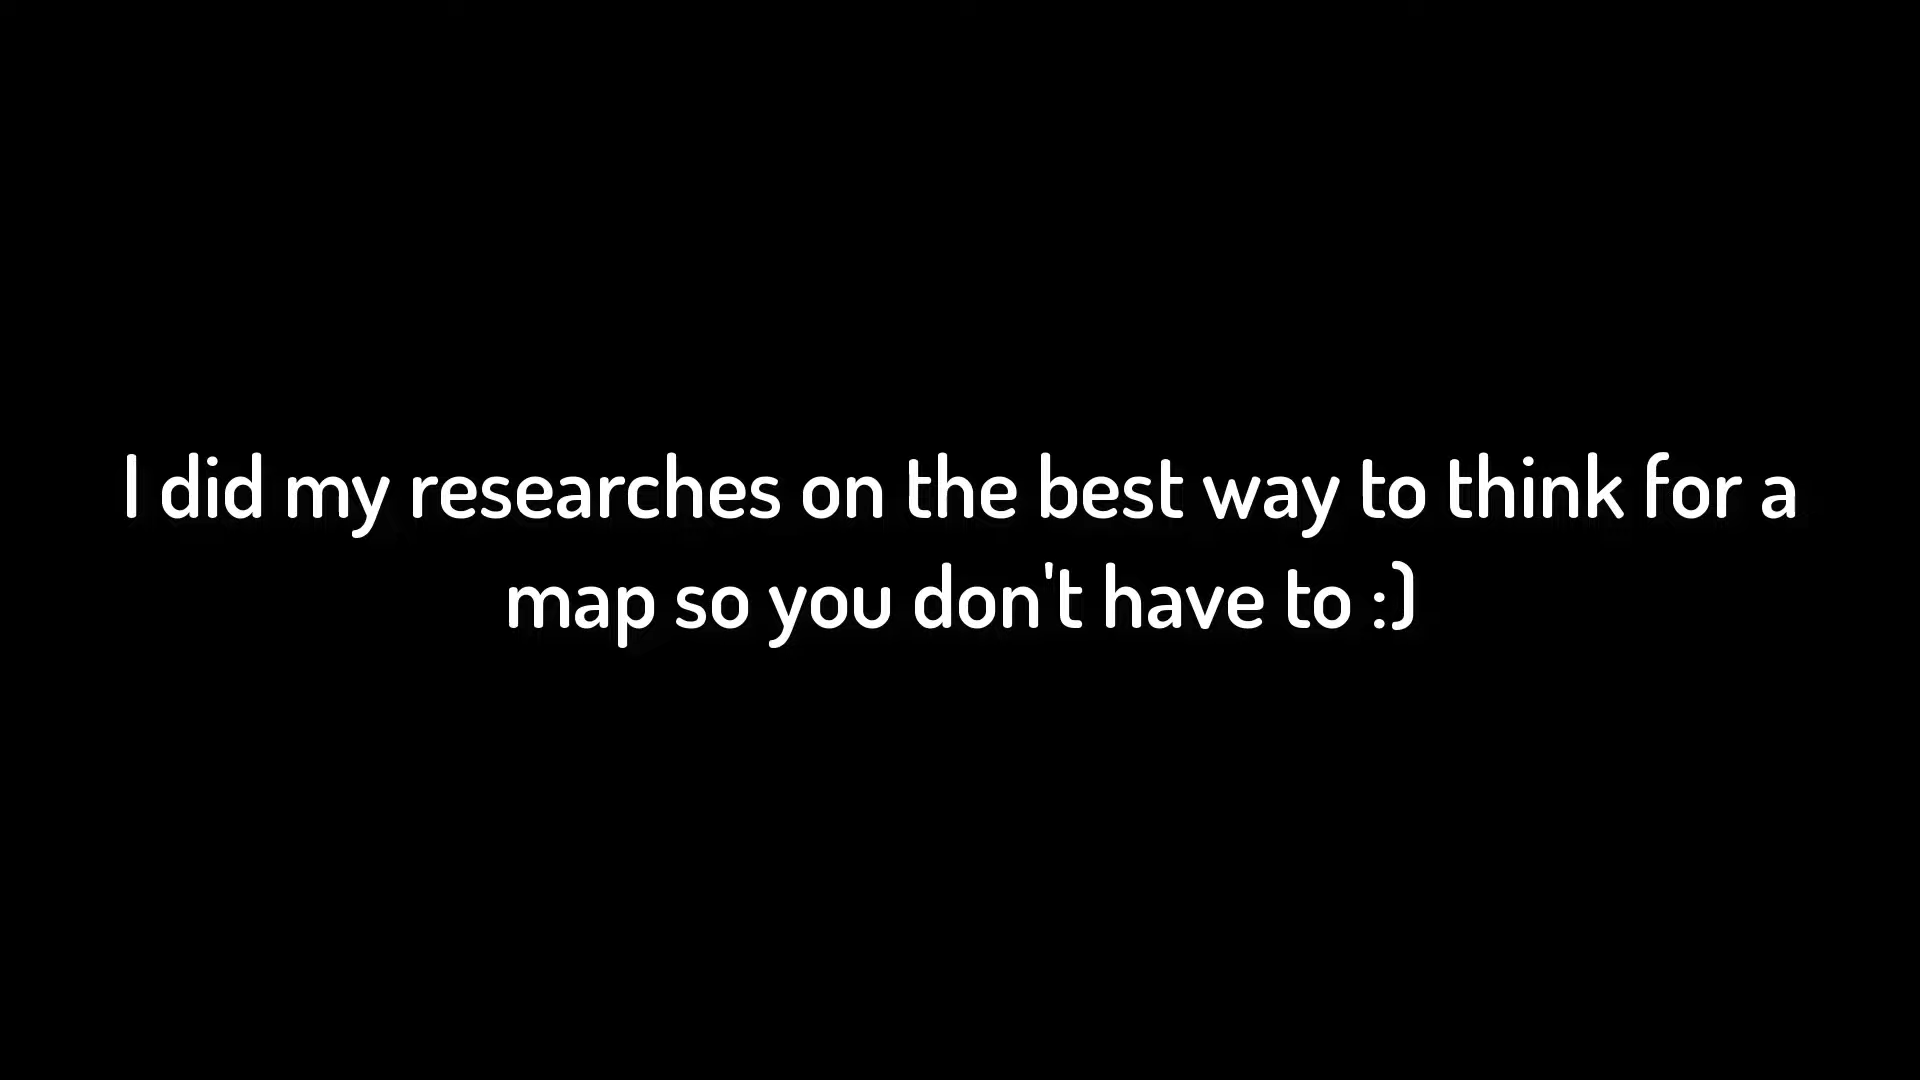 I did my researches on the best way to think for a
map so you don't have to :)